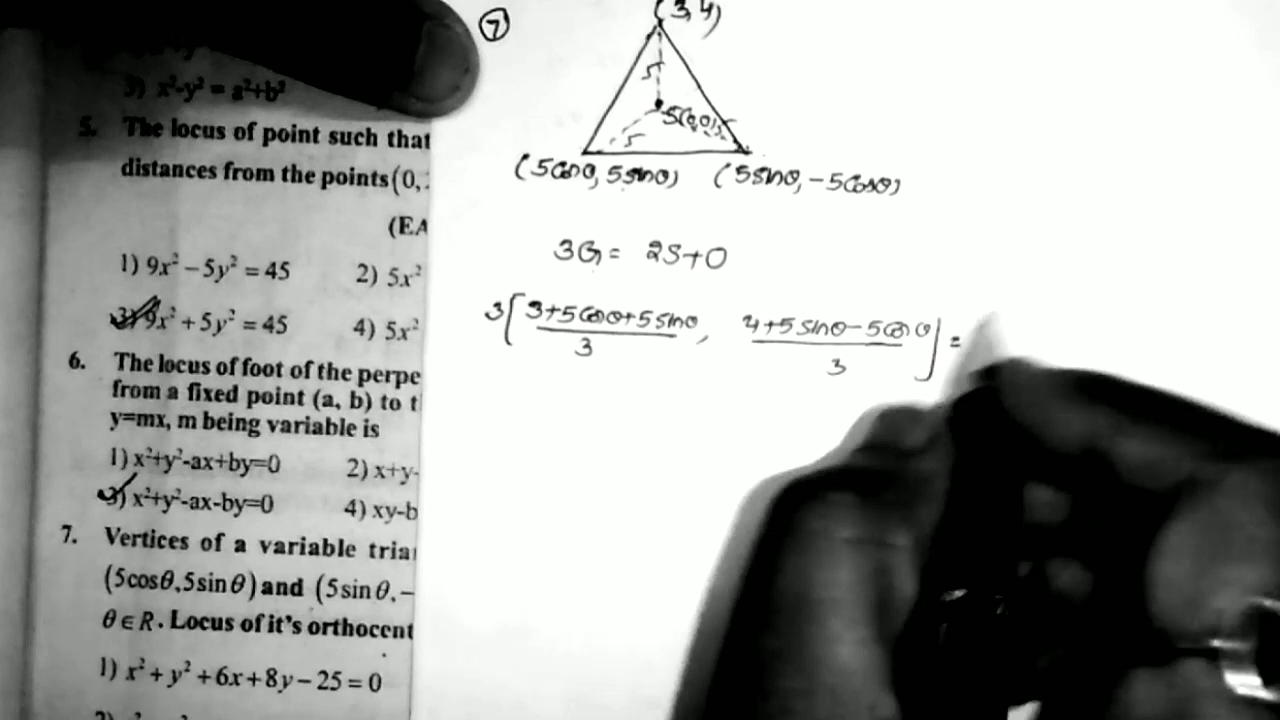 3) x²-y² = a²+b²
5. The locus of point such that
distances from the points (0,
(EA
1) 9x² – 5y² = 45 2) 5x²
3) 9x² + 5y² = 45 4) 5x²
6. The locus of foot of the perpe
from a fixed point (a, b) to t
y=mx, m being variable is
1) x²+y²-ax+by=0 2) x+y-
3) x²+y²-ax-by=0 4) xy-b
7. Vertices of a variable tria
(5cosθ,5sinθ) and (5sinθ,–
θ∈R. Locus of it's orthocent
1) x² + y² + 6x + 8y – 25 = 0
7
(3,4)
5
S(0,0) 5
5
(5cosθ, 5sinθ) (5sinθ, -5cosθ)
3G = 2S+O
3[ 3+5cosθ+5sinθ / 3 , 4+5sinθ-5cosθ / 3 ] =